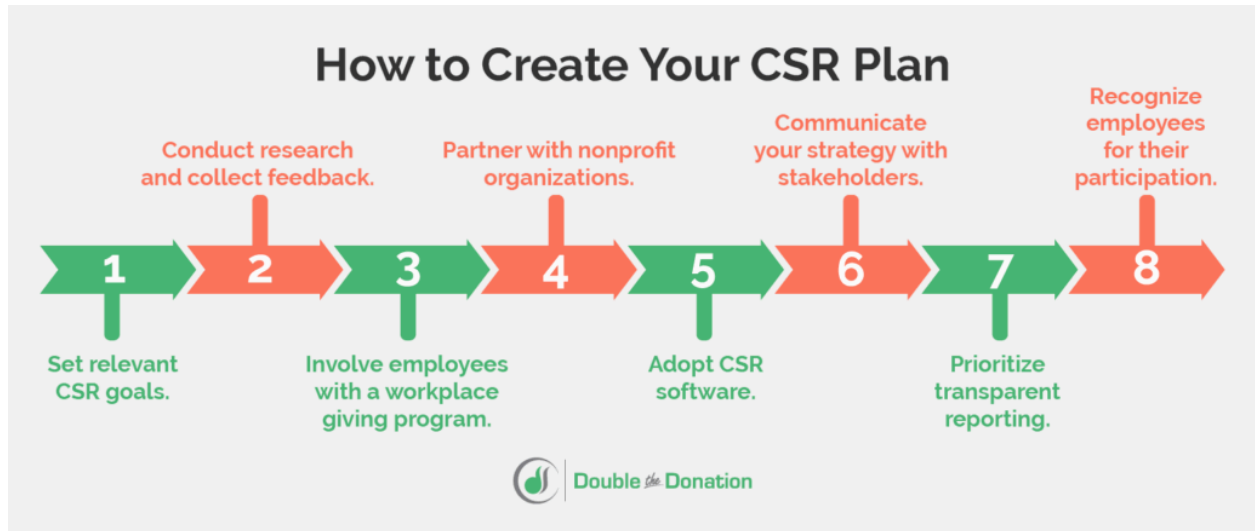 How to Create Your CSR Plan
1
Set relevant
CSR goals.
2
Conduct research
and collect feedback.
3
Involve employees
with a workplace
giving program.
4
Partner with nonprofit
organizations.
5
Adopt CSR
software.
6
Communicate
your strategy with
stakeholders.
7
Prioritize
transparent
reporting.
8
Recognize
employees
for their
participation.
Double the Donation